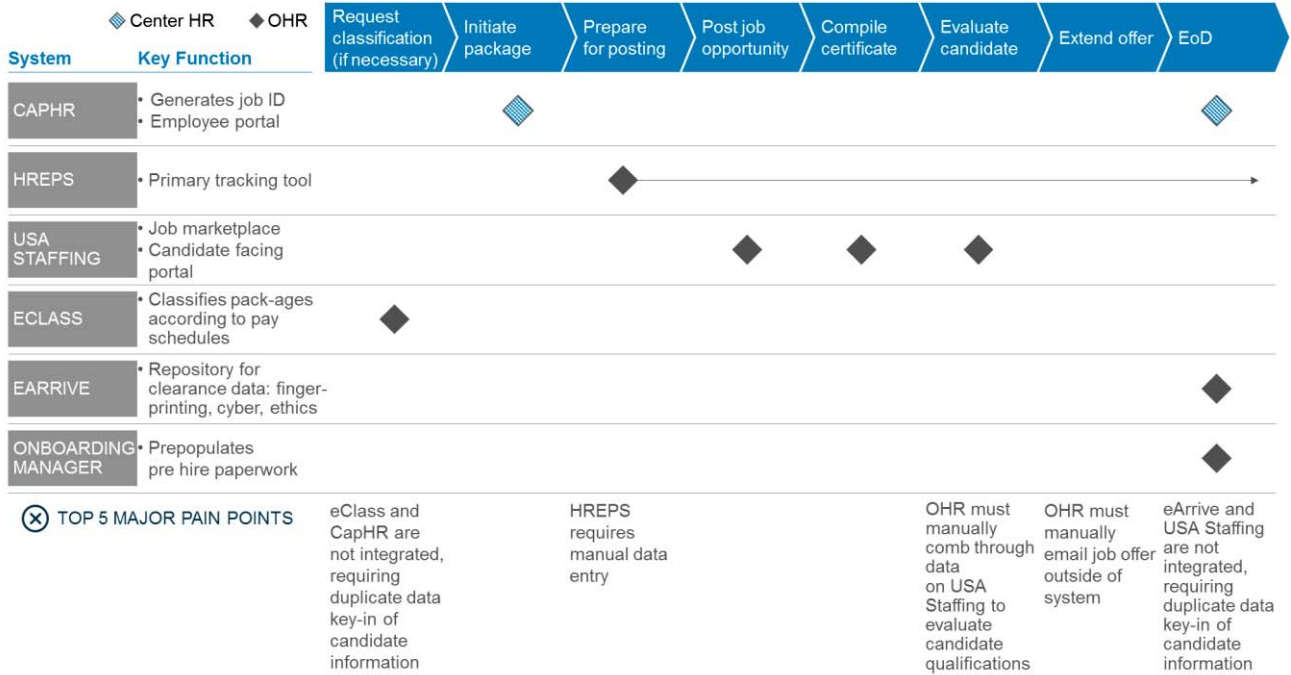 Center HR
OHR
System
Key Function
Request
classification
(if necessary)
Initiate
package
Prepare
for posting
Post job
opportunity
Compile
certificate
Evaluate
candidate
Extend offer
EoD
CAPHR
• Generates job ID
• Employee portal
HREPS
• Primary tracking tool
USA
STAFFING
• Job marketplace
• Candidate facing
portal
ECLASS
• Classifies pack-ages
according to pay
schedules
EARRIVE
• Repository for
clearance data: finger-
printing, cyber, ethics
ONBOARDING
MANAGER
• Prepopulates
pre hire paperwork
TOP 5 MAJOR PAIN POINTS
eClass and
CapHR are
not integrated,
requiring
duplicate data
key-in of
candidate
information
HREPS
requires
manual data
entry
OHR must
manually
comb through
data
on USA
Staffing to
evaluate
candidate
qualifications
OHR must
manually
email job offer
outside of
system
eArrive and
USA Staffing
are not
integrated,
requiring
duplicate data
key-in of
candidate
information